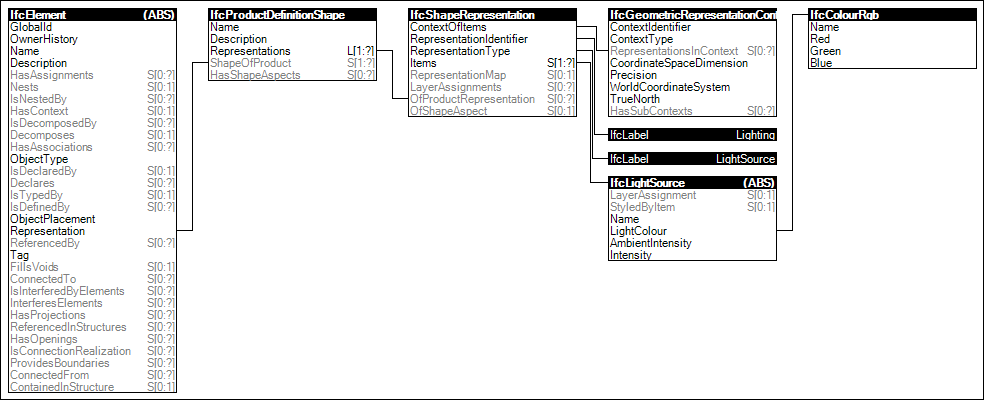 IfcElement (ABS)
GlobalId
OwnerHistory
Name
Description
HasAssignments S[0:?]
Nests S[0:1]
IsNestedBy S[0:?]
HasContext S[0:1]
IsDecomposedBy S[0:?]
Decomposes S[0:1]
HasAssociations S[0:?]
ObjectType
IsDeclaredBy S[0:1]
Declares S[0:?]
IsTypedBy S[0:1]
IsDefinedBy S[0:?]
ObjectPlacement
Representation
ReferencedBy S[0:?]
Tag
FillsVoids S[0:1]
ConnectedTo S[0:?]
IsInterferedByElements S[0:?]
InterferesElements S[0:?]
HasProjections S[0:?]
ReferencedInStructures S[0:?]
HasOpenings S[0:?]
IsConnectionRealization S[0:?]
ProvidesBoundaries S[0:?]
ConnectedFrom S[0:?]
ContainedInStructure S[0:1]
IfcProductDefinitionShape
Name
Description
Representations L[1:?]
ShapeOfProduct S[1:?]
HasShapeAspects S[0:?]
IfcShapeRepresentation
ContextOfItems
RepresentationIdentifier
RepresentationType
Items S[1:?]
RepresentationMap S[0:1]
LayerAssignments S[0:?]
OfProductRepresentation S[0:?]
OfShapeAspect S[0:1]
IfcGeometricRepresentationCont
ContextIdentifier
ContextType
RepresentationsInContext S[0:?]
CoordinateSpaceDimension
Precision
WorldCoordinateSystem
TrueNorth
HasSubContexts S[0:?]
IfcLabel Lighting
IfcLabel LightSource
IfcLightSource (ABS)
LayerAssignment S[0:1]
StyledByItem S[0:1]
Name
LightColour
AmbientIntensity
Intensity
IfcColourRgb
Name
Red
Green
Blue